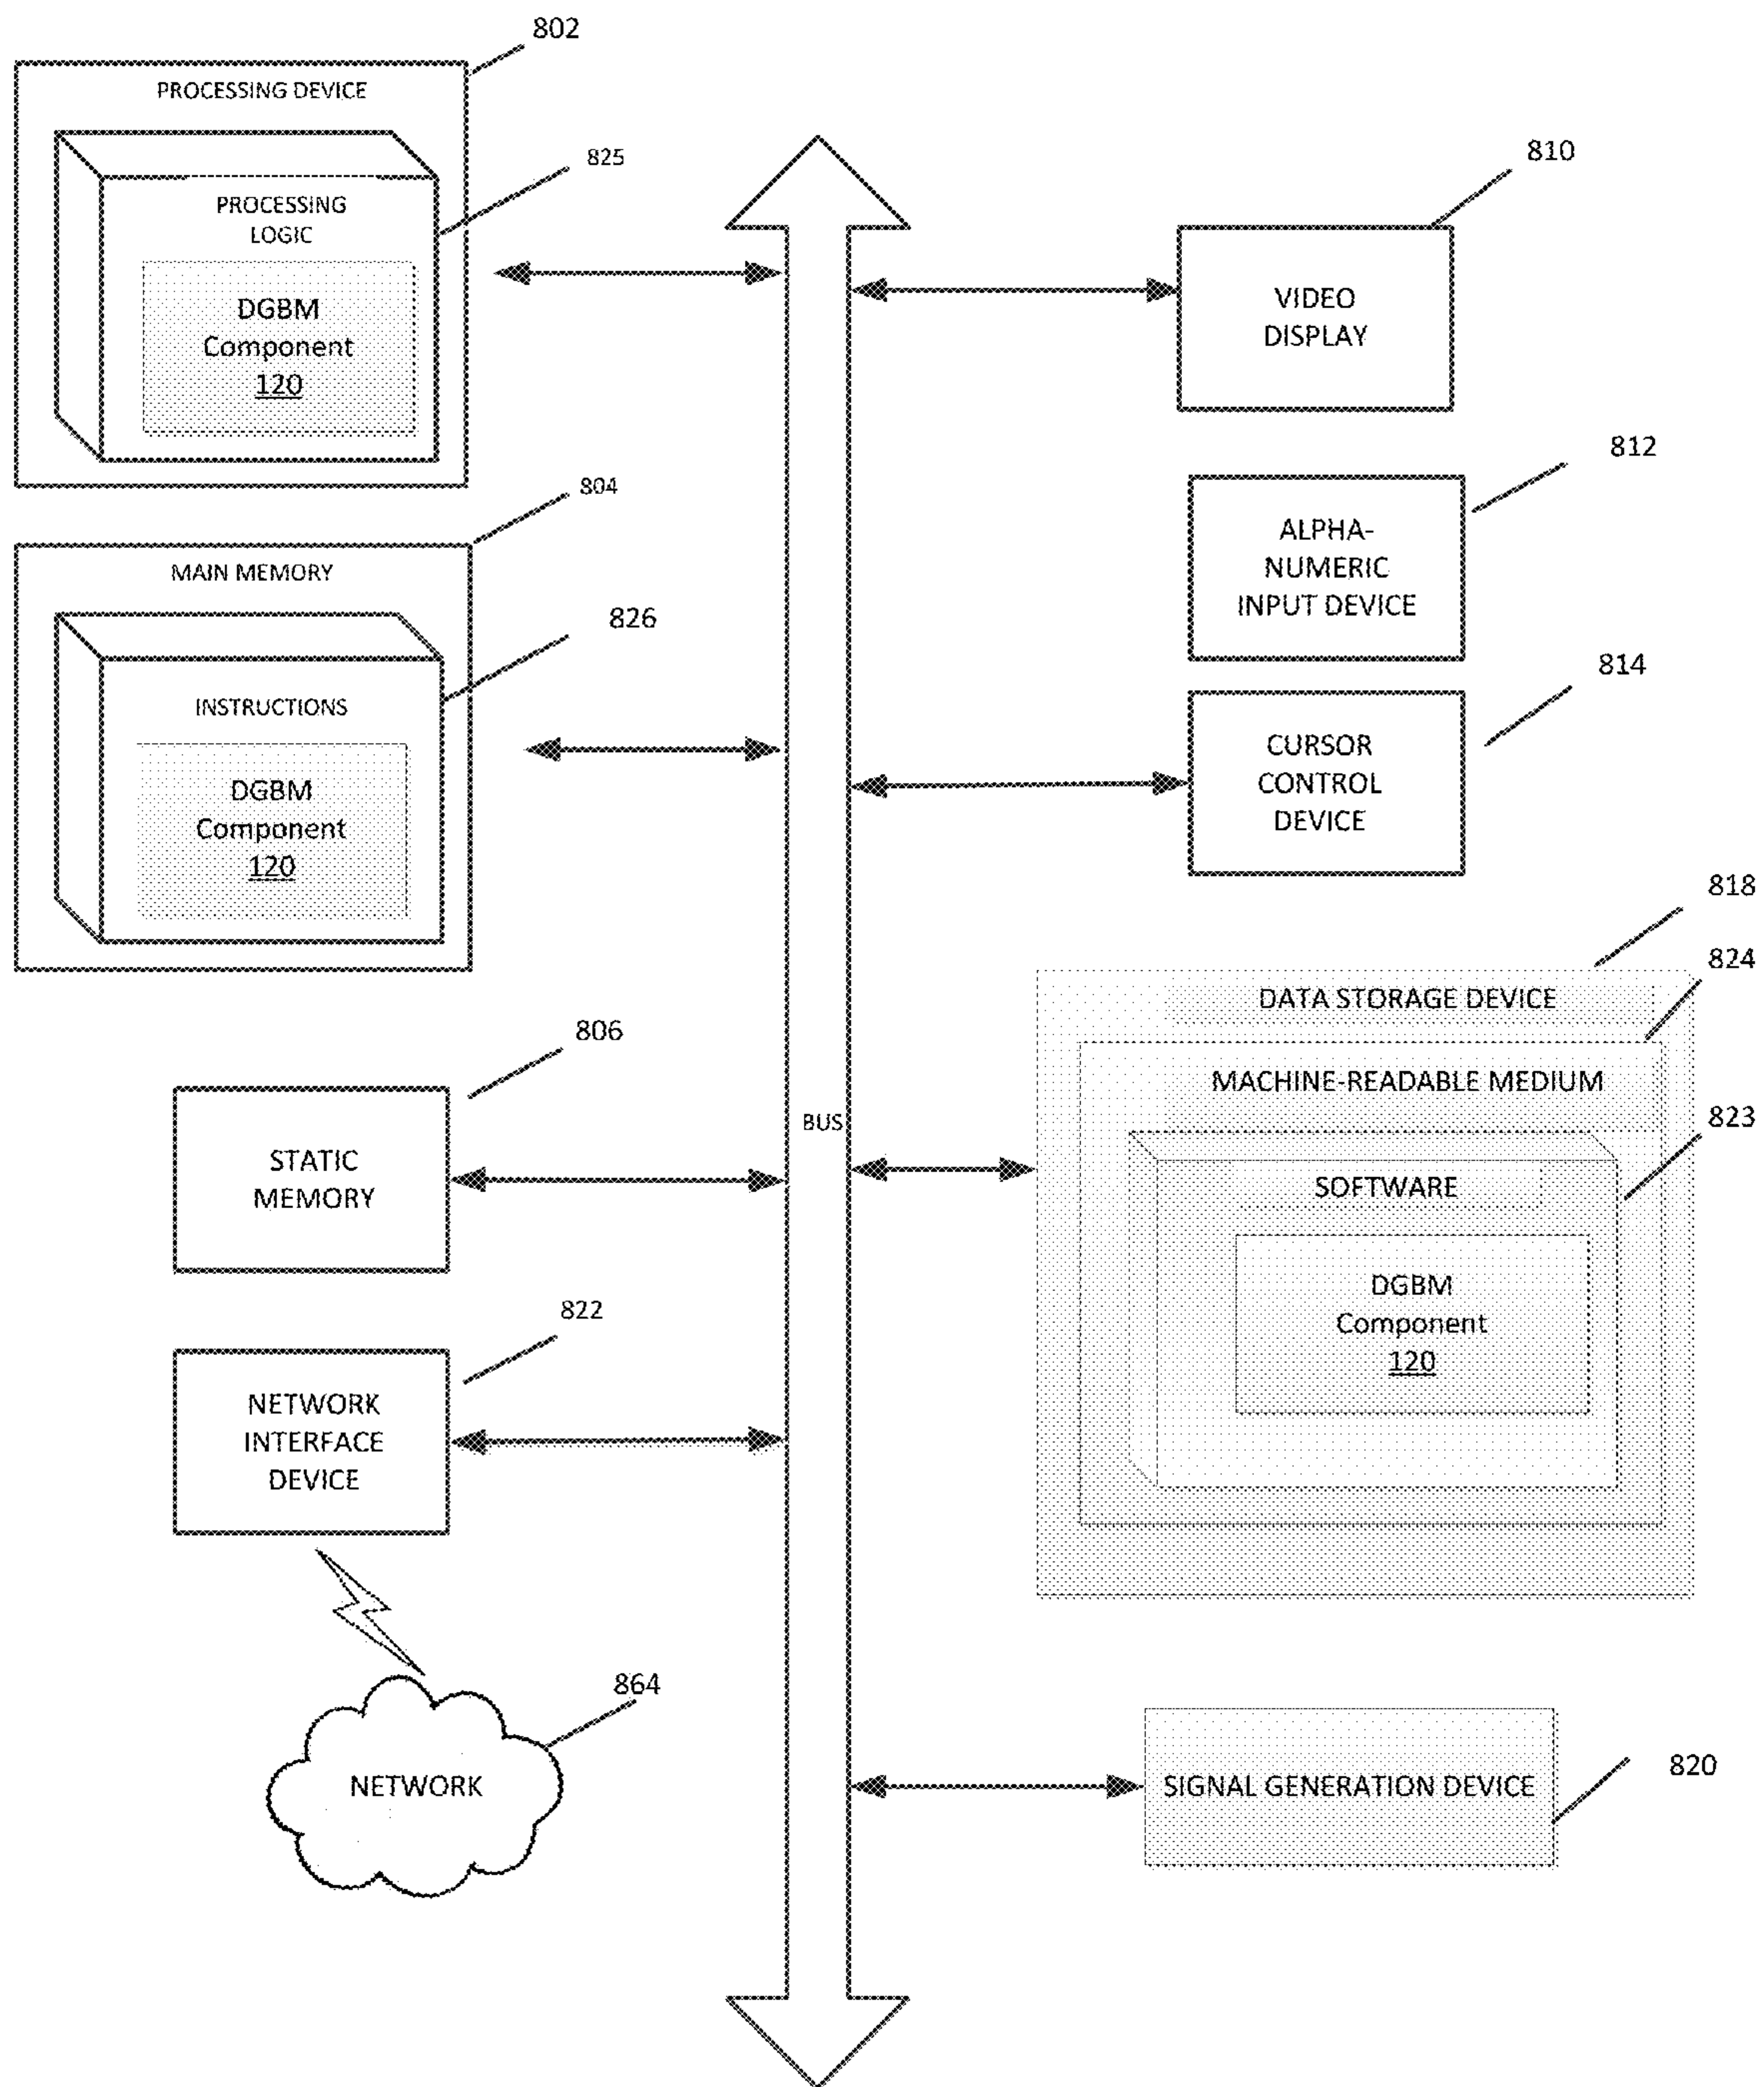 802
PROCESSING DEVICE
825
PROCESSING
LOGIC
DGBM
Component
120
804
MAIN MEMORY
826
INSTRUCTIONS
DGBM
Component
120
806
STATIC
MEMORY
822
NETWORK
INTERFACE
DEVICE
864
NETWORK
BUS
810
VIDEO
DISPLAY
812
ALPHA-
NUMERIC
INPUT DEVICE
814
CURSOR
CONTROL
DEVICE
818
824
DATA STORAGE DEVICE
MACHINE-READABLE MEDIUM
823
SOFTWARE
DGBM
Component
120
SIGNAL GENERATION DEVICE
820